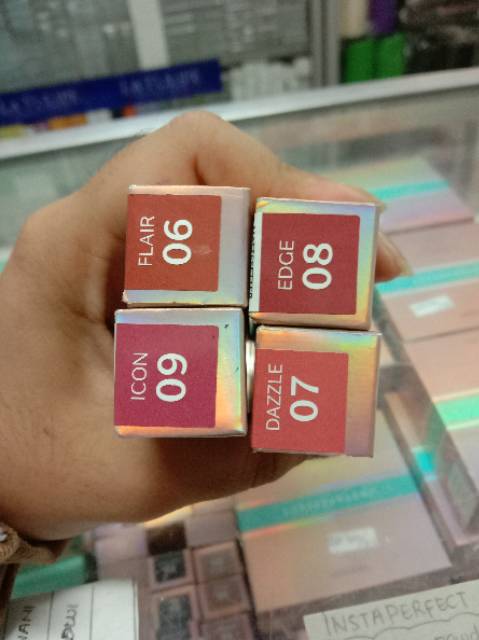 FLAIR
06
EDGE
08
ICON
09
DAZZLE
07
INSTAPERFECT